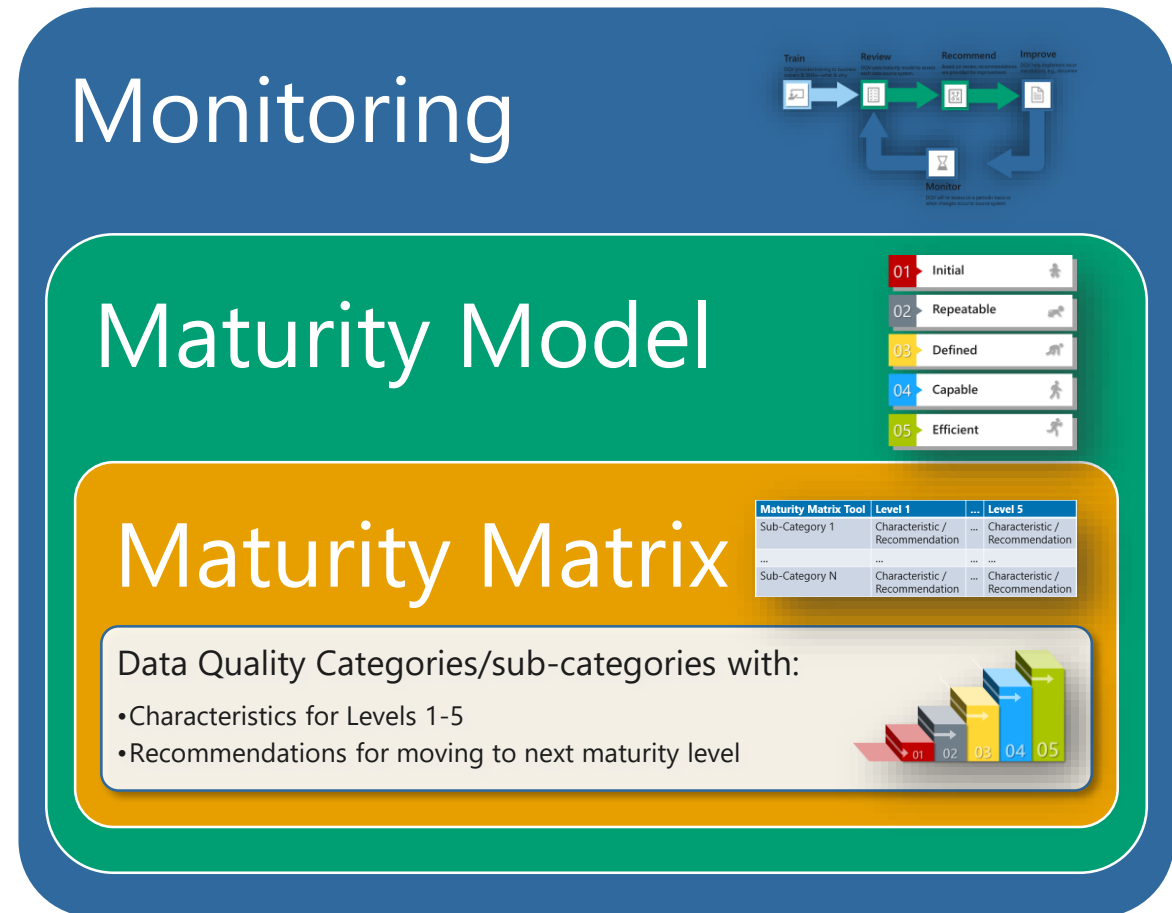 Monitoring
Train
Review
Recommend
Improve
Monitor
Maturity Model
01 Initial
02 Repeatable
03 Defined
04 Capable
05 Efficient
Maturity Matrix
Maturity Matrix Tool Level 1 ... Level 5
Sub-Category 1 Characteristic / ... Characteristic /
Recommendation Recommendation
... ... ... ...
Sub-Category N Characteristic / ... Characteristic /
Recommendation Recommendation
Data Quality Categories/sub-categories with:
•Characteristics for Levels 1-5
•Recommendations for moving to next maturity level
01 02 03 04 05